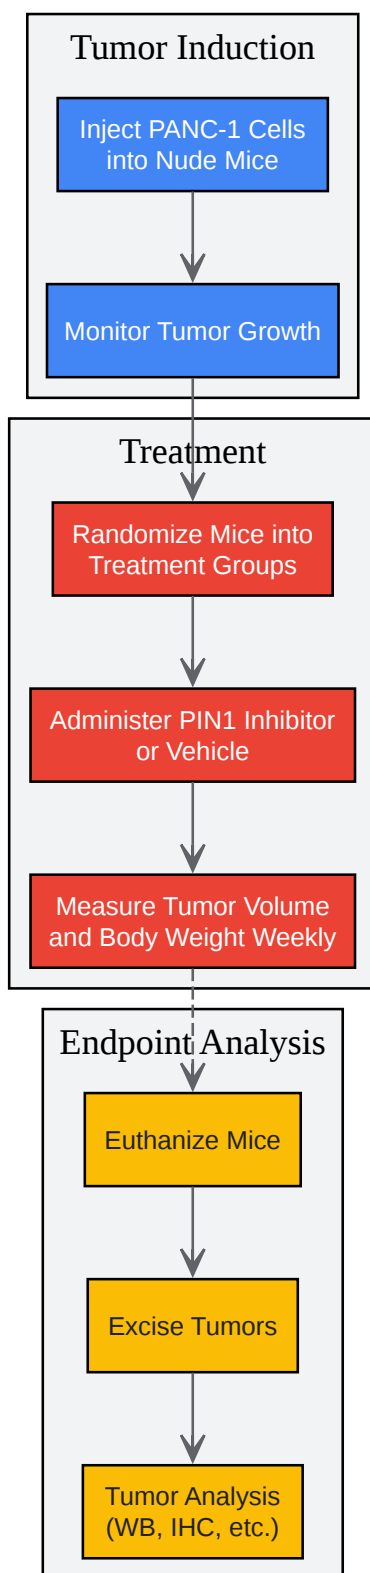 Tumor Induction
Inject PANC-1 Cells
into Nude Mice
Monitor Tumor Growth
Treatment
Randomize Mice into
Treatment Groups
Administer PIN1 Inhibitor
or Vehicle
Measure Tumor Volume
and Body Weight Weekly
Endpoint Analysis
Euthanize Mice
Excise Tumors
Tumor Analysis
(WB, IHC, etc.)